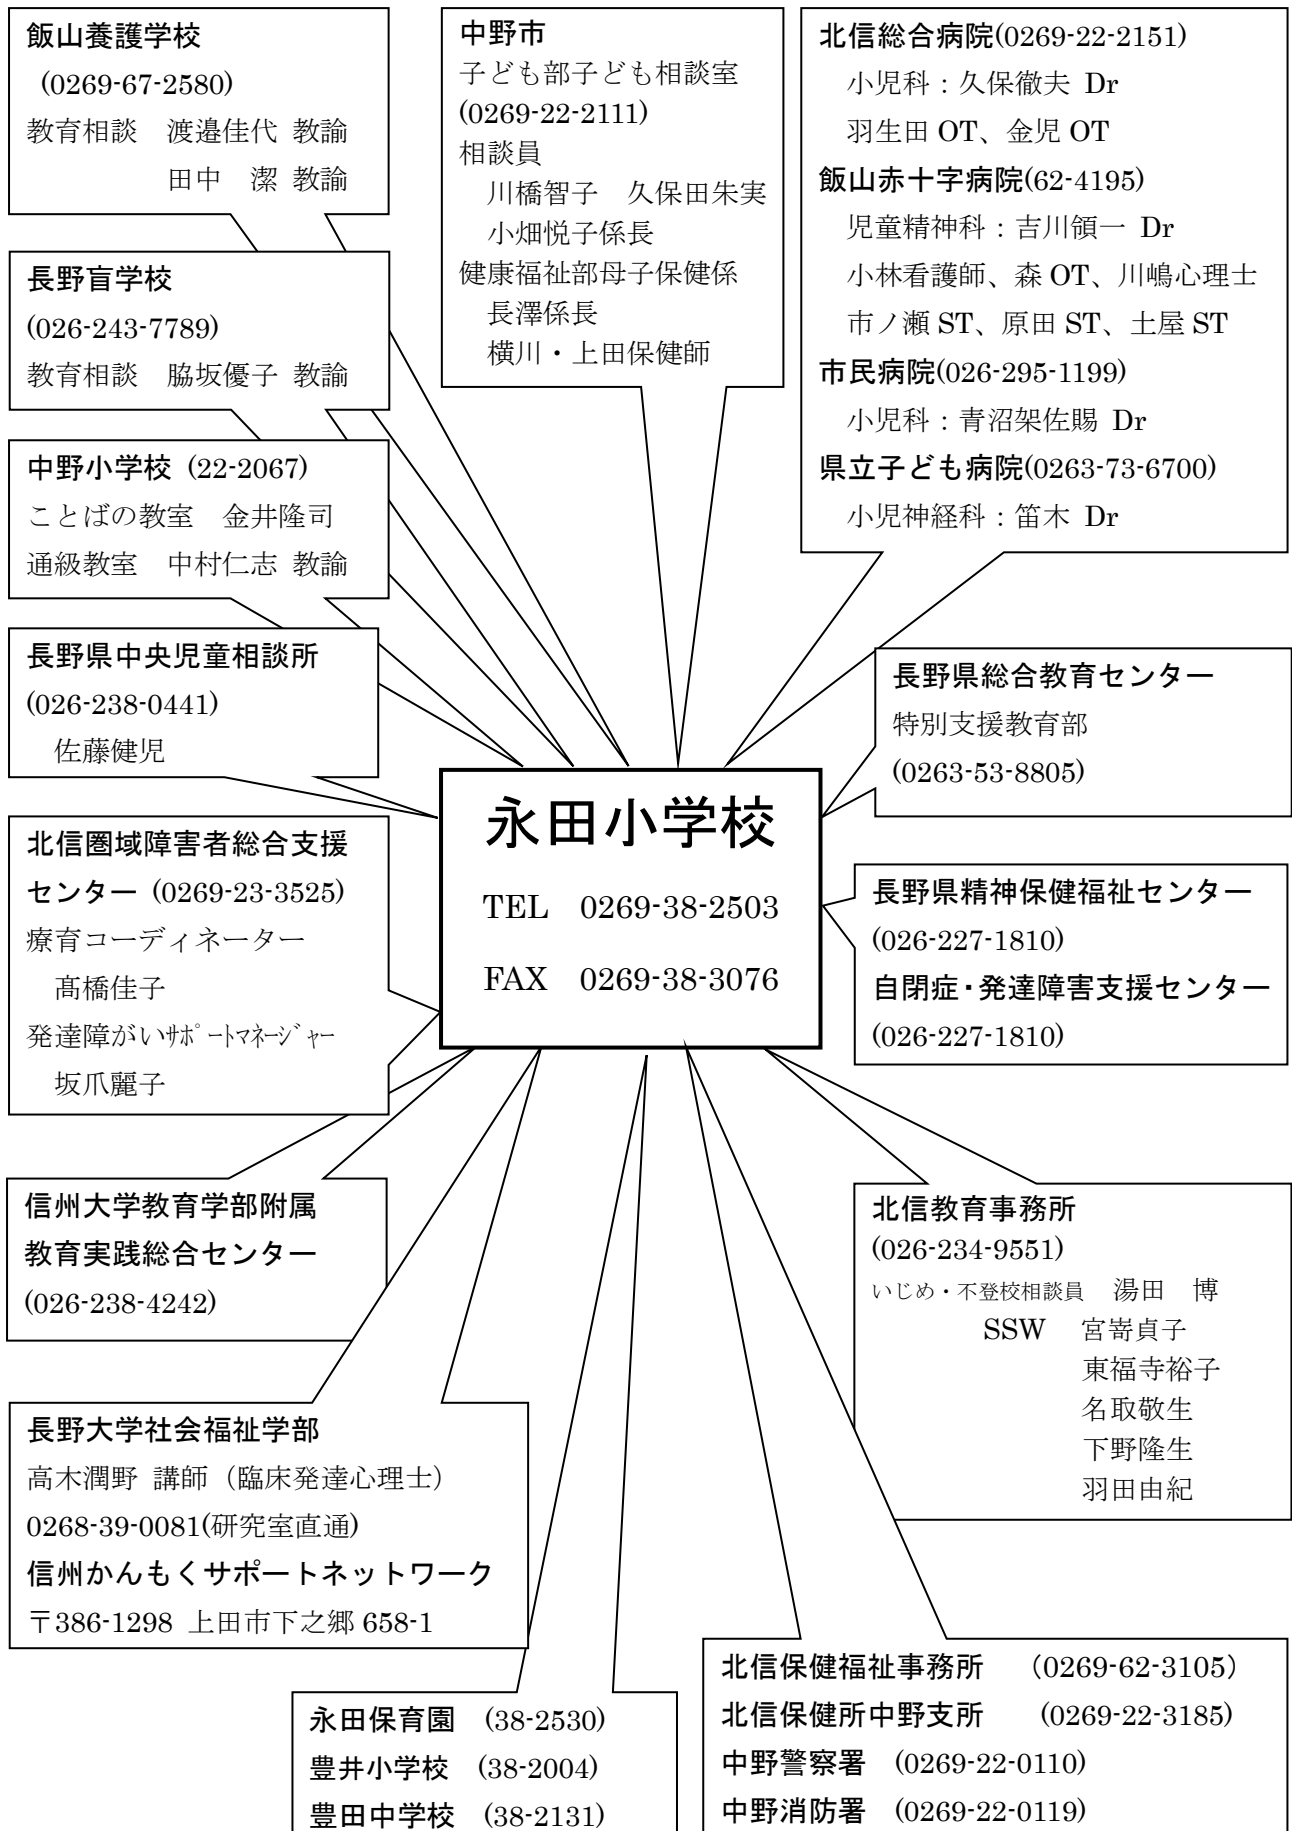 飯山養護学校
(0269-67-2580)
教育相談　渡邉佳代 教諭
田中　潔 教諭
長野盲学校
(026-243-7789)
教育相談　脇坂優子 教諭
中野小学校 (22-2067)
ことばの教室　金井隆司
通級教室　中村仁志 教諭
長野県中央児童相談所
(026-238-0441)
佐藤健児
北信圏域障害者総合支援
センター (0269-23-3525)
療育コーディネーター
髙橋佳子
発達障がいｻﾎﾟｰﾄﾏﾈｰｼﾞｬｰ
坂爪麗子
信州大学教育学部附属
教育実践総合センター
(026-238-4242)
長野大学社会福祉学部
高木潤野 講師（臨床発達心理士）
0268-39-0081(研究室直通)
信州かんもくサポートネットワーク
〒386-1298 上田市下之郷 658-1
中野市
子ども部子ども相談室
(0269-22-2111)
相談員
川橋智子　久保田朱実
小畑悦子係長
健康福祉部母子保健係
長澤係長
横川・上田保健師
永田小学校
TEL　0269-38-2503
FAX　0269-38-3076
永田保育園　(38-2530)
豊井小学校　(38-2004)
豊田中学校　(38-2131)
北信総合病院(0269-22-2151)
小児科：久保徹夫 Dr
羽生田 OT、金児 OT
飯山赤十字病院(62-4195)
児童精神科：吉川領一 Dr
小林看護師、森 OT、川嶋心理士
市ノ瀬 ST、原田 ST、土屋 ST
市民病院(026-295-1199)
小児科：青沼架佐賜 Dr
県立子ども病院(0263-73-6700)
小児神経科：笛木 Dr
長野県総合教育センター
特別支援教育部
(0263-53-8805)
長野県精神保健福祉センター
(026-227-1810)
自閉症・発達障害支援センター
(026-227-1810)
北信教育事務所
(026-234-9551)
いじめ・不登校相談員　湯田　博
SSW　宮嵜貞子
東福寺裕子
名取敬生
下野隆生
羽田由紀
北信保健福祉事務所　（0269-62-3105）
北信保健所中野支所　(0269-22-3185)
中野警察署　(0269-22-0110)
中野消防署　(0269-22-0119)